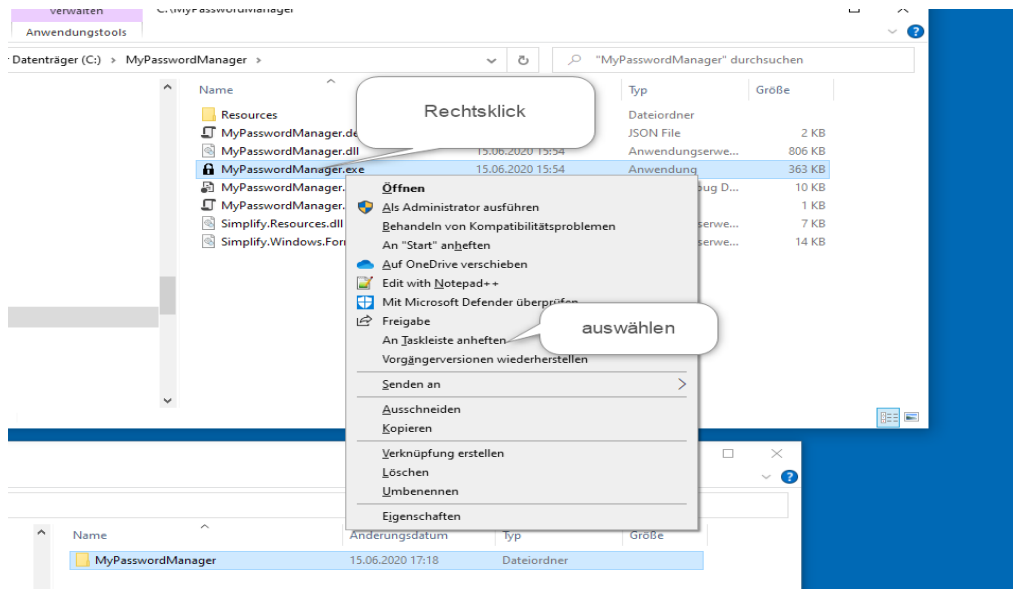 verwalten C:\MyPasswordManager
Anwendungstools
Datenträger (C:) > MyPasswordManager > "MyPasswordManager" durchsuchen
Name Typ Größe
Rechtsklick
Resources Dateiordner
MyPasswordManager.de JSON File 2 KB
MyPasswordManager.dll 15.06.2020 15:54 Anwendungserwe... 806 KB
MyPasswordManager.exe 15.06.2020 15:54 Anwendung 363 KB
MyPasswordManager. bug D... 10 KB
MyPasswordManager. 1 KB
Simplify.Resources.dll serwe... 7 KB
Simplify.Windows.For serwe... 14 KB
Öffnen
Als Administrator ausführen
Behandeln von Kompatibilitätsproblemen
An "Start" anheften
Auf OneDrive verschieben
Edit with Notepad++
Mit Microsoft Defender überprüfen
Freigabe
auswählen
An Taskleiste anheften
Vorgängerversionen wiederherstellen
Senden an
Ausschneiden
Kopieren
Verknüpfung erstellen
Löschen
Umbenennen
Eigenschaften
Name Änderungsdatum Typ Größe
MyPasswordManager 15.06.2020 17:18 Dateiordner